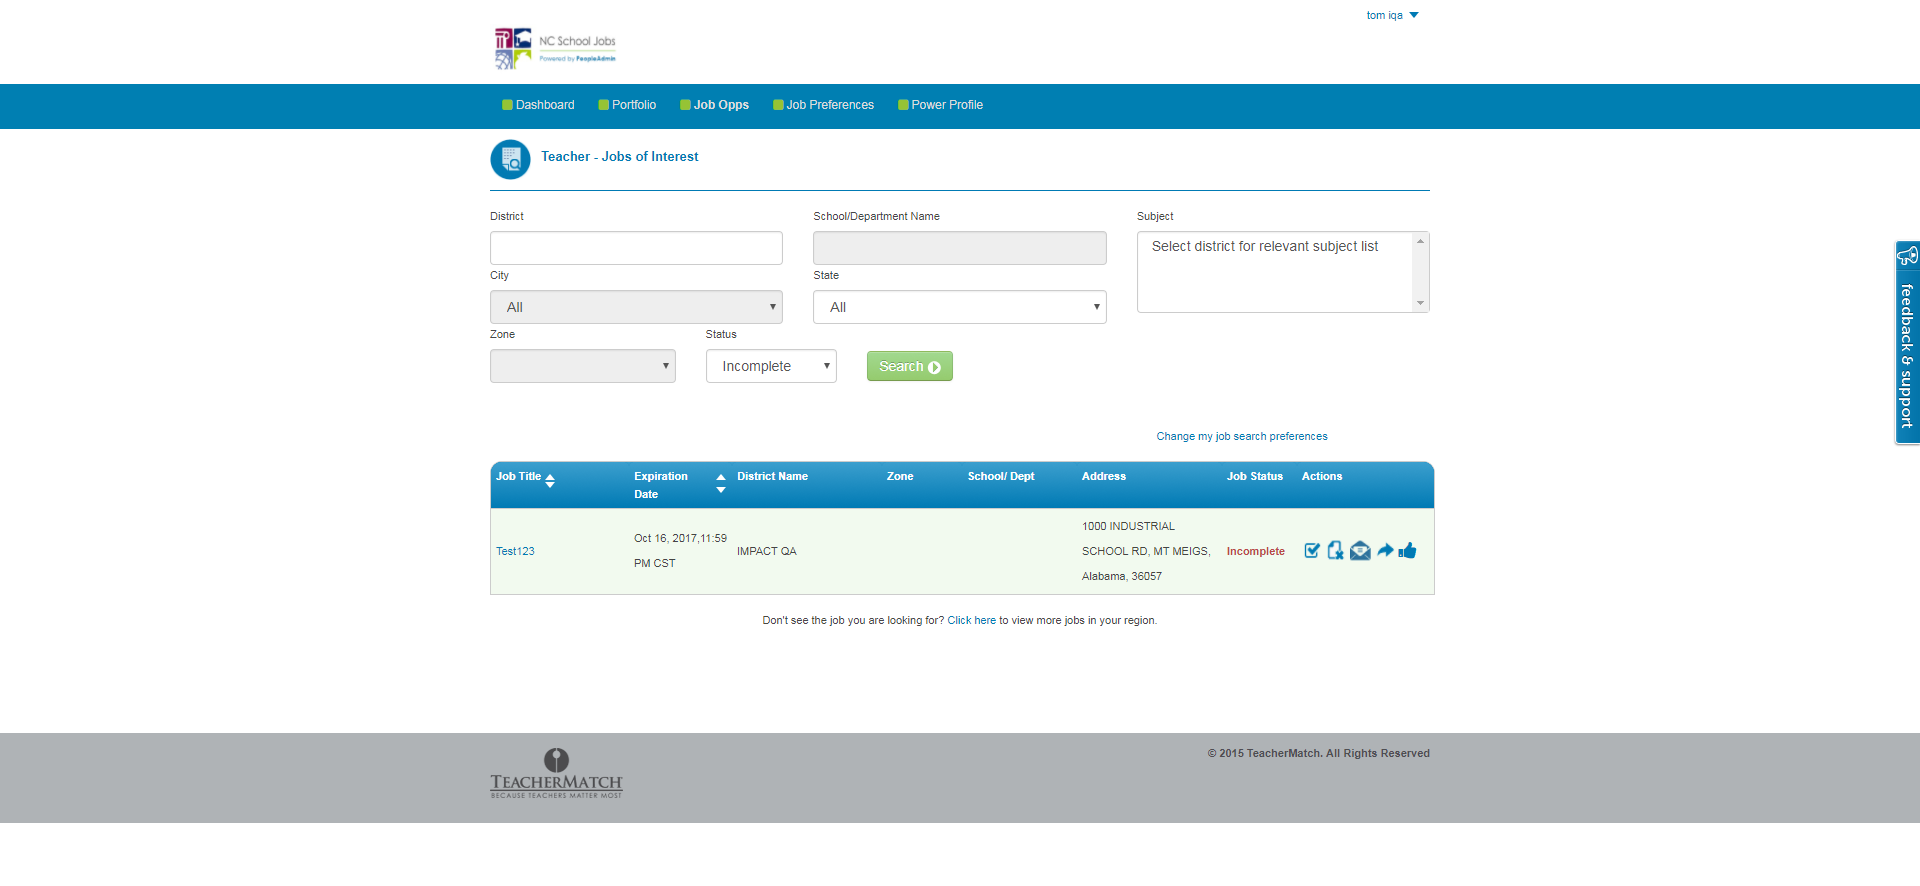 tom iqa
NC School Jobs
Powered by PeopleAdmin
Dashboard Portfolio Job Opps Job Preferences Power Profile
Teacher - Jobs of Interest
District School/Department Name Subject
Select district for relevant subject list
City State
All All
Zone Status
Incomplete Search
Change my job search preferences
Job Title Expiration Date District Name Zone School/ Dept Address Job Status Actions
Test123
Oct 16, 2017,11:59
PM CST
IMPACT QA
1000 INDUSTRIAL
SCHOOL RD, MT MEIGS,
Alabama, 36057
Incomplete
Don't see the job you are looking for? Click here to view more jobs in your region.
feedback & support
© 2015 TeacherMatch. All Rights Reserved
TEACHERMATCH
BECAUSE TEACHERS MATTER MOST